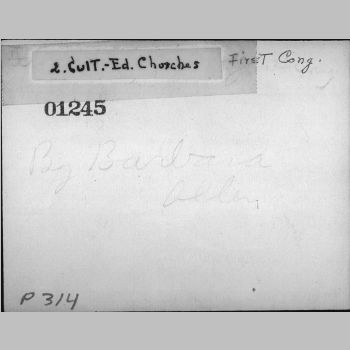 2. Cult.-Ed. Churches
First Cong.
01245
By Barbara
Allen
P 314